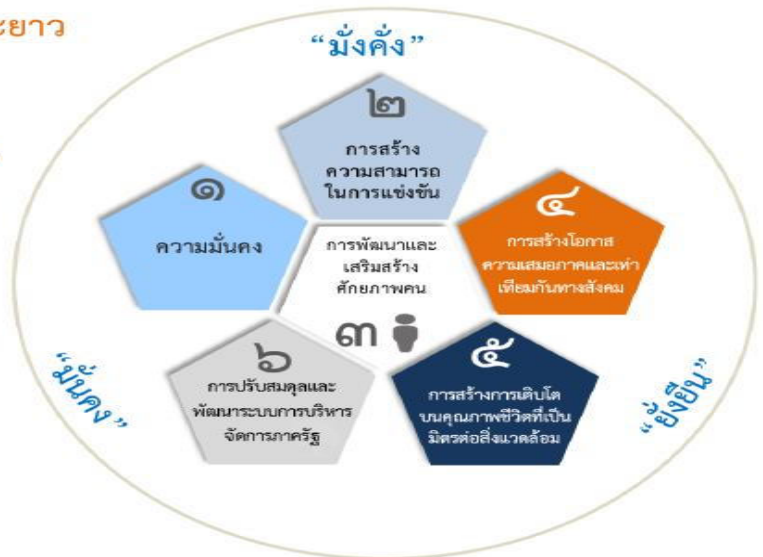 ะยาว
“มั่งคั่ง”
๒
การสร้าง
ความสามารถ
ในการแข่งขัน
๑
ความมั่นคง
๔
การสร้างโอกาส
ความเสมอภาคและเท่า
เทียมกันทางสังคม
การพัฒนาและ
เสริมสร้าง
ศักยภาพคน
๓
๖
การปรับสมดุลและ
พัฒนาระบบการบริหาร
จัดการภาครัฐ
๕
การสร้างการเติบโต
บนคุณภาพชีวิตที่เป็น
มิตรต่อสิ่งแวดล้อม
“มั่นคง”
“ยั่งยืน”